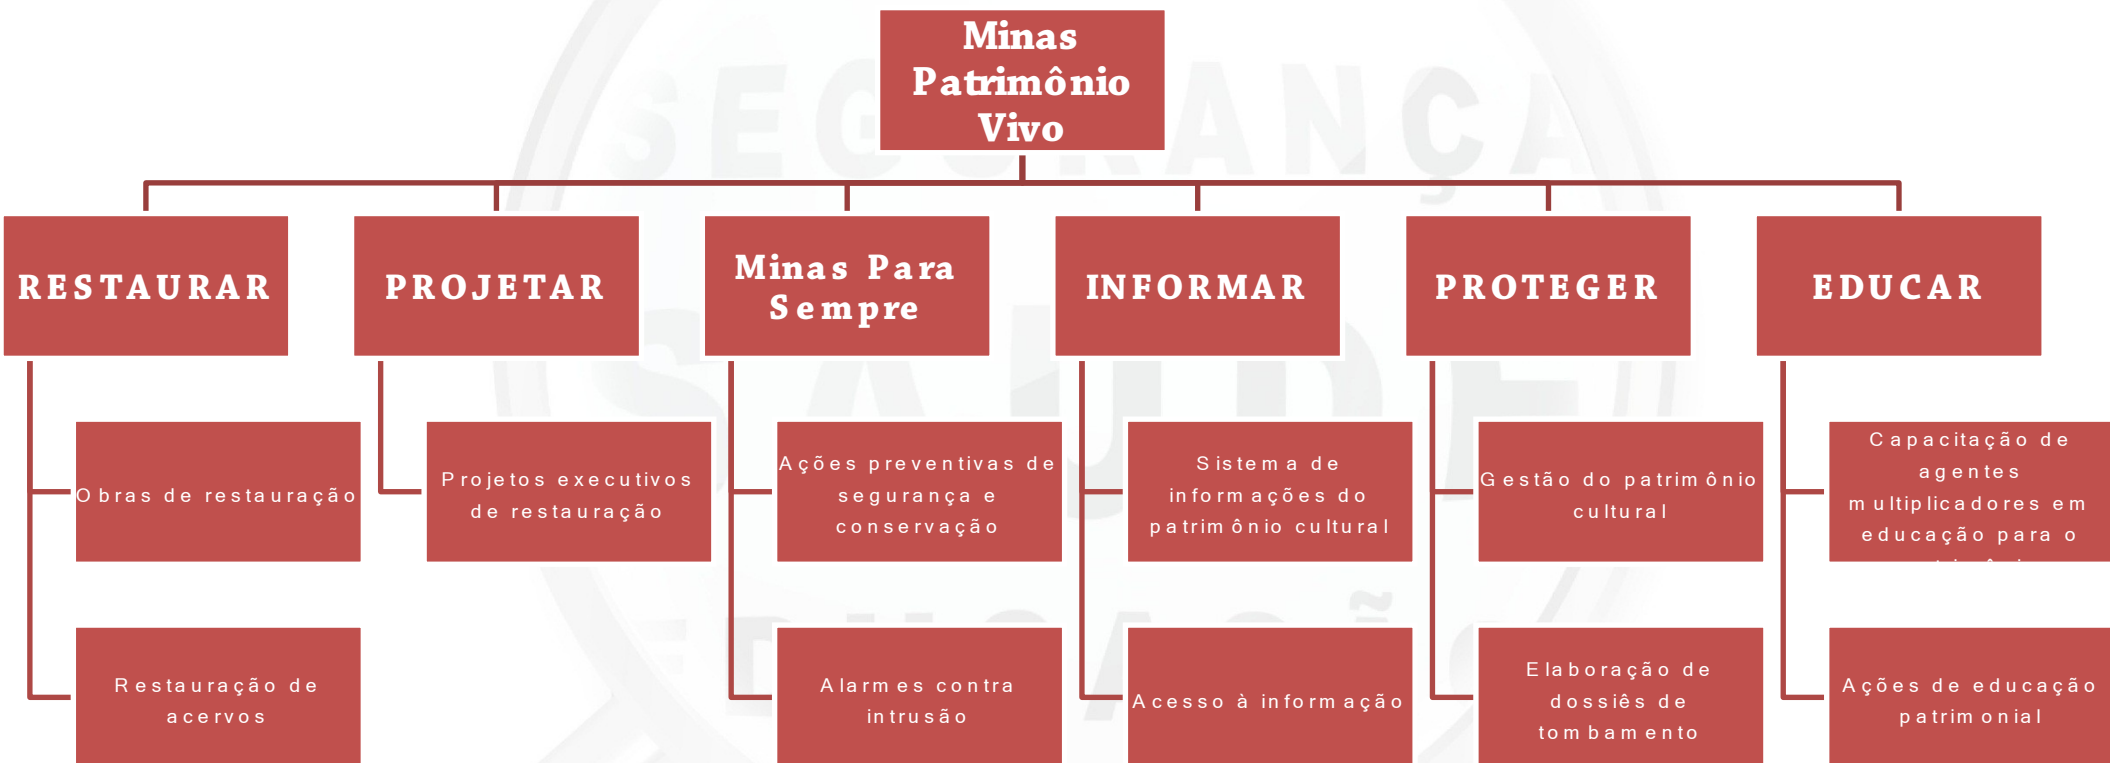 Minas
Patrimônio
Vivo
RESTAURAR
PROJETAR
Minas Para
Sempre
INFORMAR
PROTEGER
EDUCAR
Obras de restauração
Projetos executivos
de restauração
Ações preventivas de
segurança e
conservação
Sistema de
informações do
patrimônio cultural
Gestão do patrimônio
cultural
Capacitação de
agentes
multiplicadores em
educação para o
Restauração de
acervos
Alarmes contra
intrusão
Acesso à informação
Elaboração de
dossiês de
tombamento
Ações de educação
patrimonial
SEGURANÇA
SAÚDE
EDUCAÇÃO